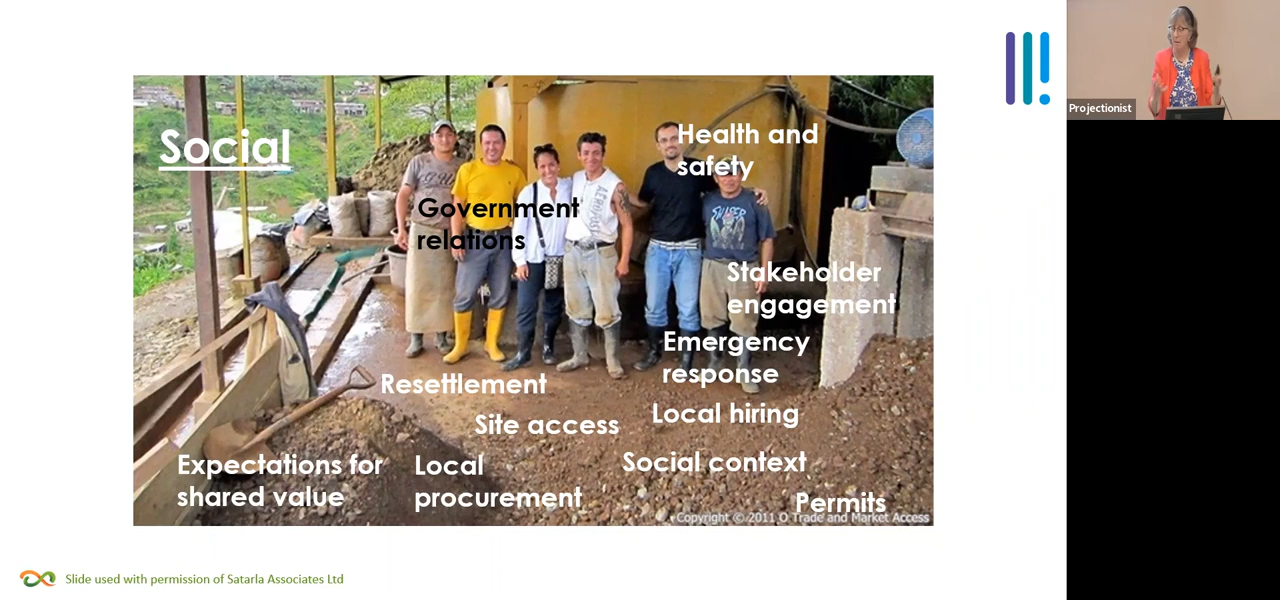 Social
Health and
safety
Government
relations
Stakeholder
engagement
Emergency
response
Resettlement
Local hiring
Site access
Expectations for
shared value
Local
procurement
Social context
Permits
Copyright © 2011 O Trade and Market Access
Slide used with permission of Satarla Associates Ltd
Projectionist